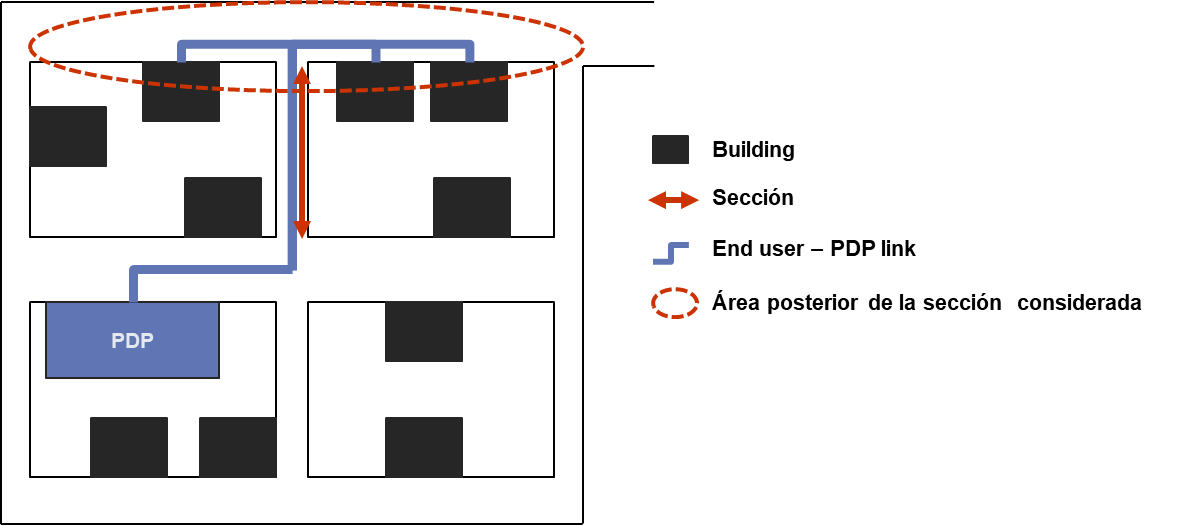 Building
Sección
End user – PDP link
Área posterior de la sección considerada
PDP